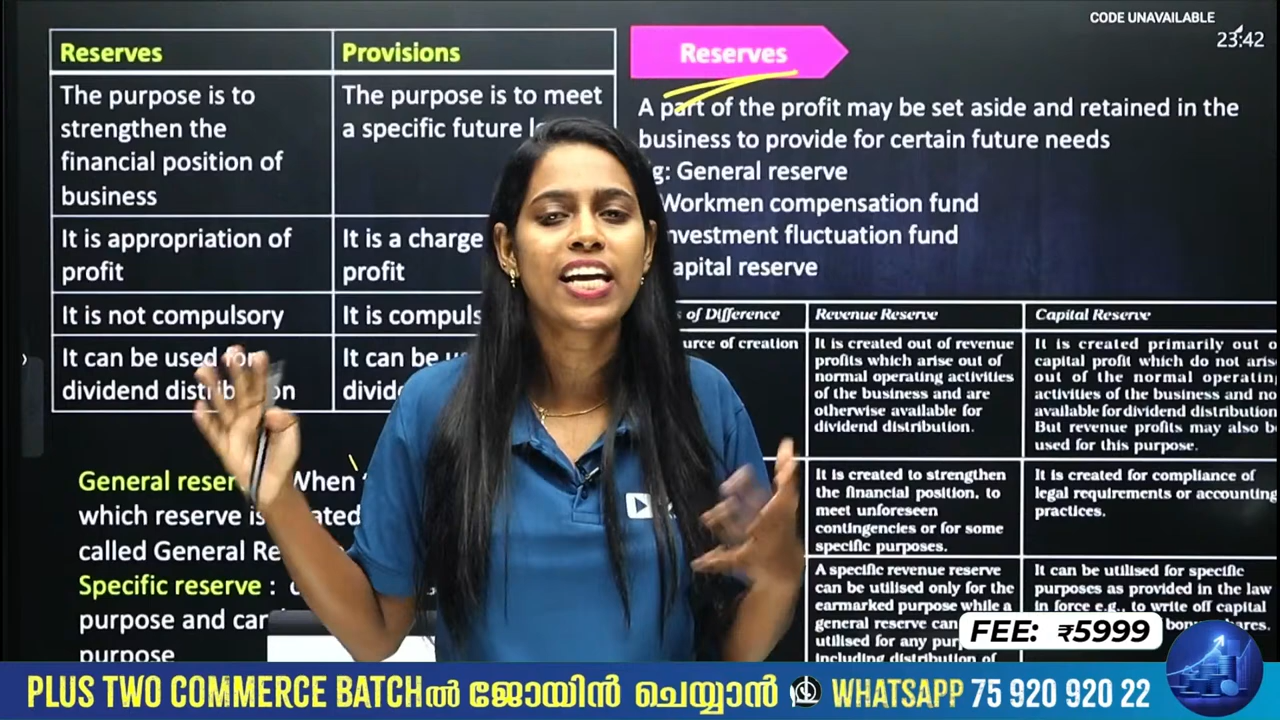 CODE UNAVAILABLE
23:42
Reserves
Provisions
The purpose is to
strengthen the
financial position of
business
The purpose is to meet
a specific future
It is appropriation of
profit
It is a charge
profit
It is not compulsory
It is
It can be used for
dividend distribution
It can be
General
When
which reserve is
called General
Specific reserve :
purpose and
purpose
Reserves
A part of the profit may be set aside and retained in the
business to provide for certain future needs
General reserve
Workmen compensation fund
nvestment fluctuation fund
apital reserve
of Difference
Revenue Reserve
Capital Reserve
of creation
It is created out of revenue
profits which arise out of
normal operating activities
of the business and are
otherwise available for
dividend distribution.
It is created primarily out o
capital profit which do not aris
out of the normal operatin
activities of the business and no
available for dividend distribution
But revenue profits may also b
used for this purpose.
It is created to strengthen
the financial position, to
meet unforeseen
contingencies or for some
specific purposes.
It is created for compliance of
legal requirements or accounting
practices.
A specific revenue reserve
can be utilised only for the
earmarked purpose while a
general reserve can
utilised for any
including distribution of
It can be utilised for specific
purposes as provided in the law
in force e.g., to write off capital
FEE: ₹5999
PLUS TWO COMMERCE BATCHൽ ജോയിൻ ചെയ്യാൻ WHATSAPP 75 920 920 22